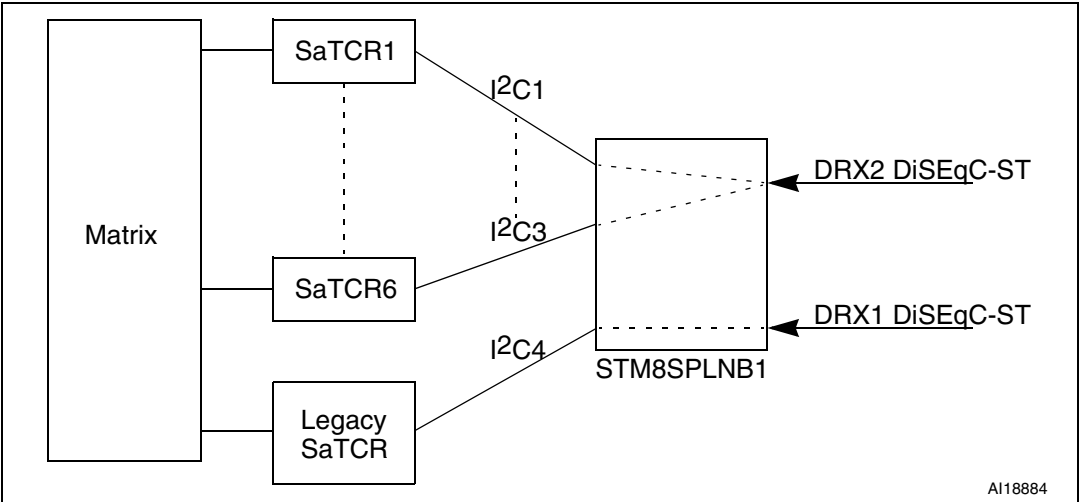 SaTCR1
I2C1
DRX2 DiSEqC-ST
Matrix
I2C3
SaTCR6
DRX1 DiSEqC-ST
I2C4
STM8SPLNB1
Legacy
SaTCR
AI18884